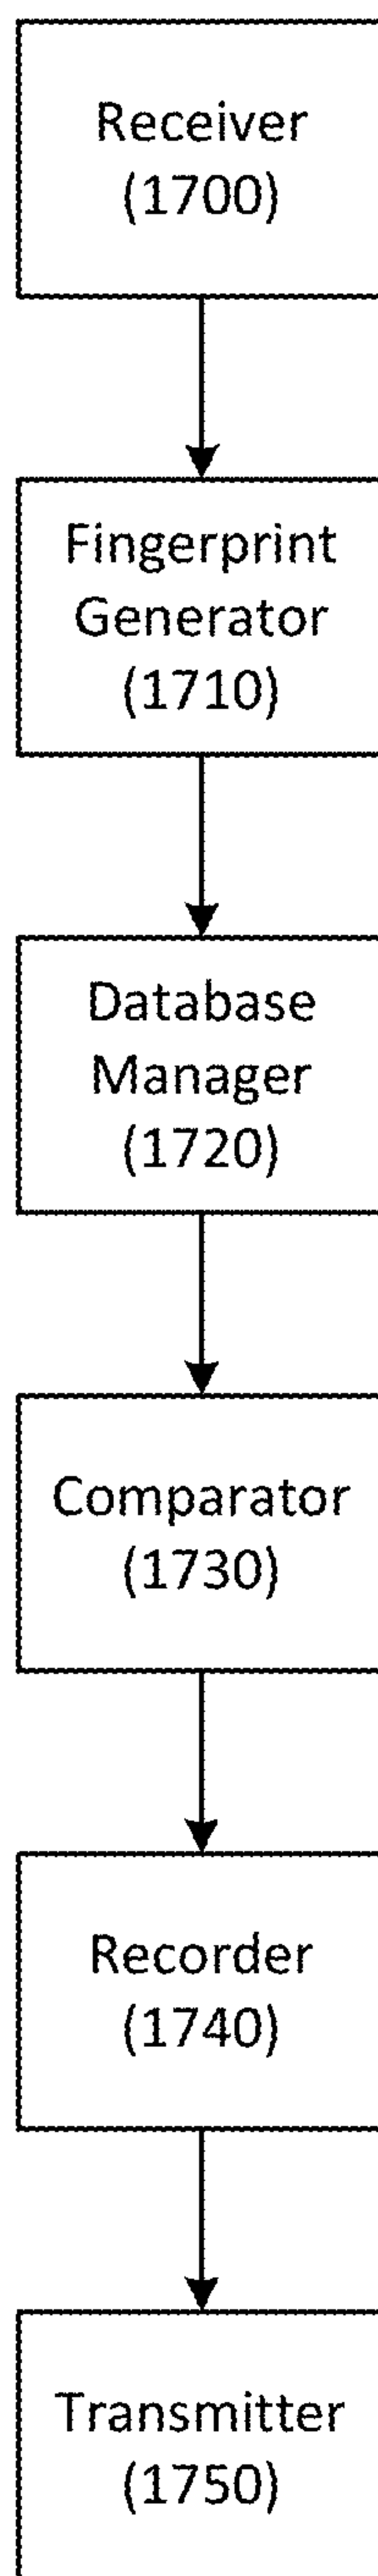 Receiver
(1700)
Fingerprint
Generator
(1710)
Database
Manager
(1720)
Comparator
(1730)
Recorder
(1740)
Transmitter
(1750)